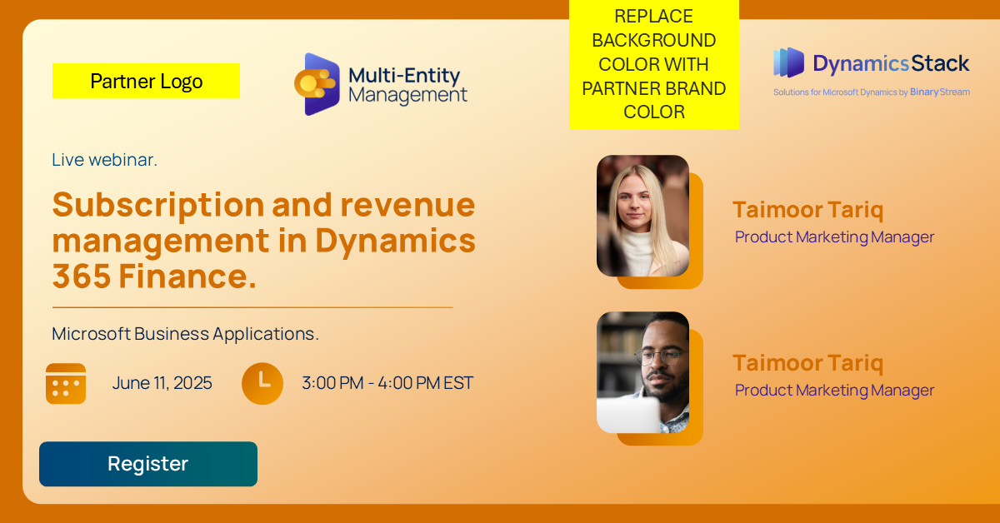 Partner Logo
Multi-Entity
Management
REPLACE
BACKGROUND
COLOR WITH
PARTNER BRAND
COLOR
DynamicsStack
Solutions for Microsoft Dynamics by BinaryStream
Live webinar.
Subscription and revenue
management in Dynamics
365 Finance.
Microsoft Business Applications.
June 11, 2025
3:00 PM - 4:00 PM EST
Register
Taimoor Tariq
Product Marketing Manager
Taimoor Tariq
Product Marketing Manager